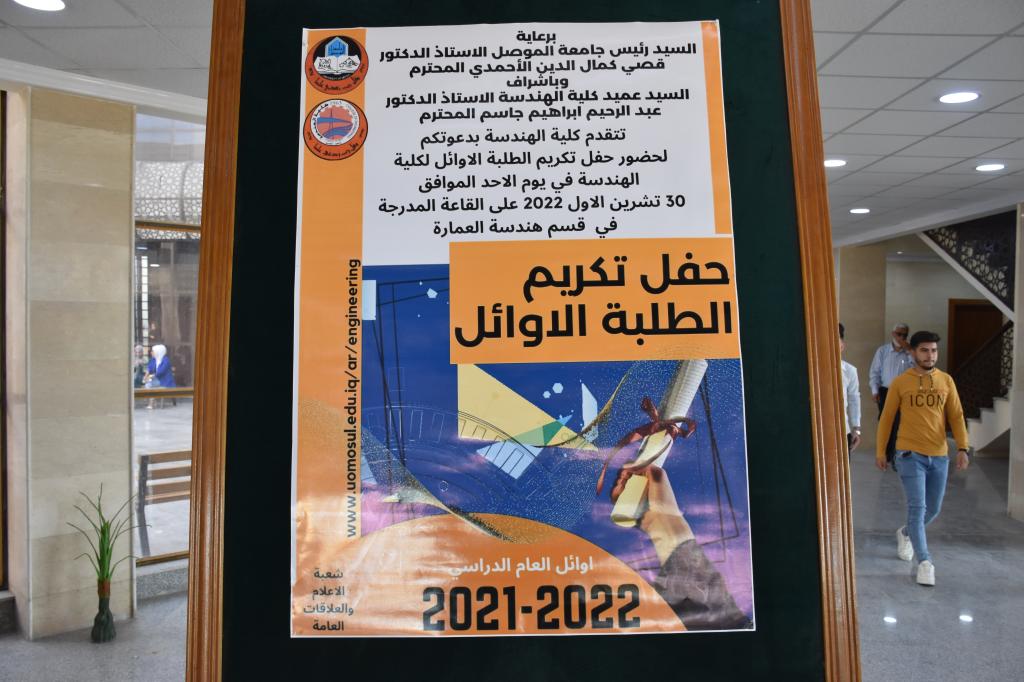 برعاية
السيد رئيس جامعة الموصل الاستاذ الدكتور
قصي كمال الدين الأحمدي المحترم
وباشراف
السيد عميد كلية الهندسة الاستاذ الدكتور
عبد الرحيم ابراهيم جاسم المحترم
تتقدم كلية الهندسة بدعوتكم
لحضور حفل تكريم الطلبة الاوائل لكلية
الهندسة في يوم الاحد الموافق
30 تشرين الاول 2022 على القاعة المدرجة
في قسم هندسة العمارة
حفل تكريم
الطلبة الاوائل
www.uomosul.edu.iq/ar/engineering
اوائل العام الدراسي
2021-2022
شعبة
الاعلام
والعلاقات
العامة
ICON